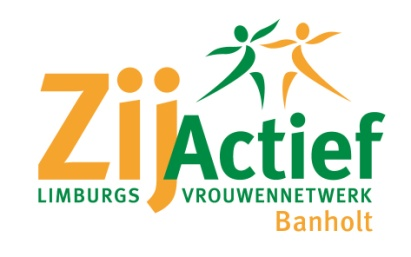 ZijActief
LIMBURGS VROUWENNETWERK
Banholt